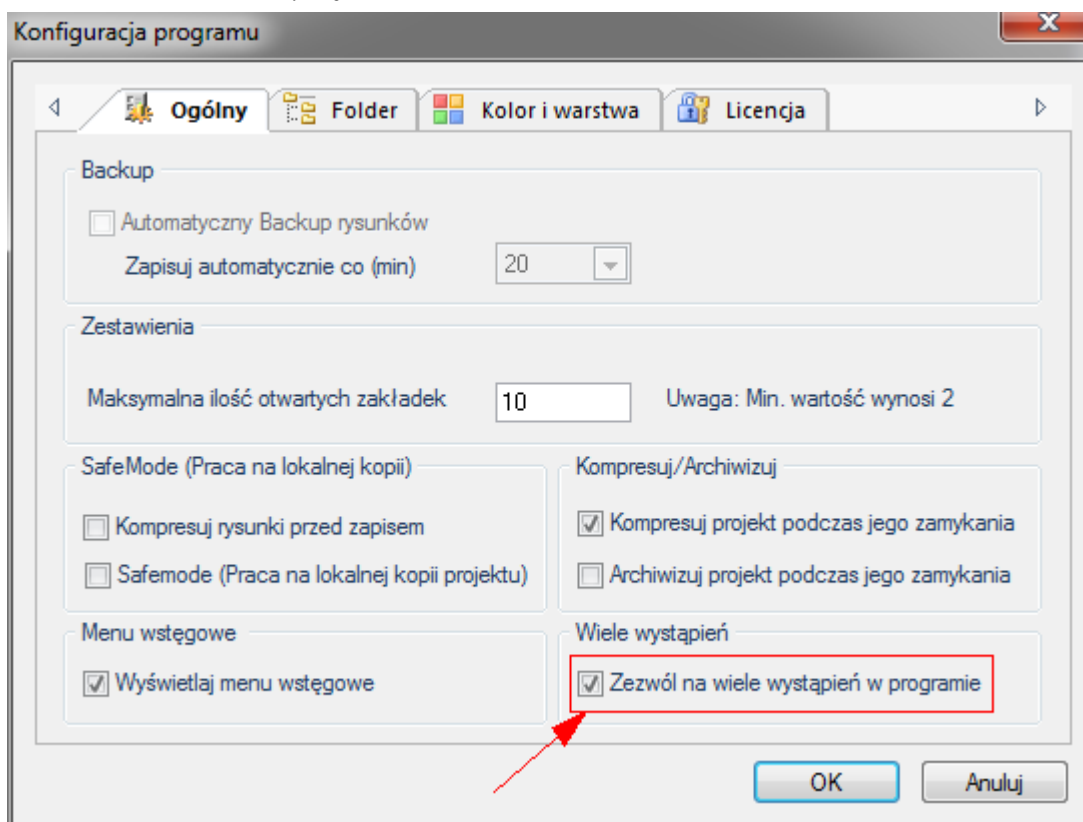 Konfiguracja programu
Ogólny Folder Kolor i warstwa Licencja
Backup
Automatyczny Backup rysunków
Zapisuj automatycznie co (min) 20
Zestawienia
Maksymalna ilość otwartych zakładek 10 Uwaga: Min. wartość wynosi 2
SafeMode (Praca na lokalnej kopii)
Kompresuj rysunki przed zapisem
Safemode (Praca na lokalnej kopii projektu)
Kompresuj/Archiwizuj
Kompresuj projekt podczas jego zamykania
Archiwizuj projekt podczas jego zamykania
Menu wstęgowe
Wyświetlaj menu wstęgowe
Wiele wystąpień
Zezwól na wiele wystąpień w programie
OK Anuluj